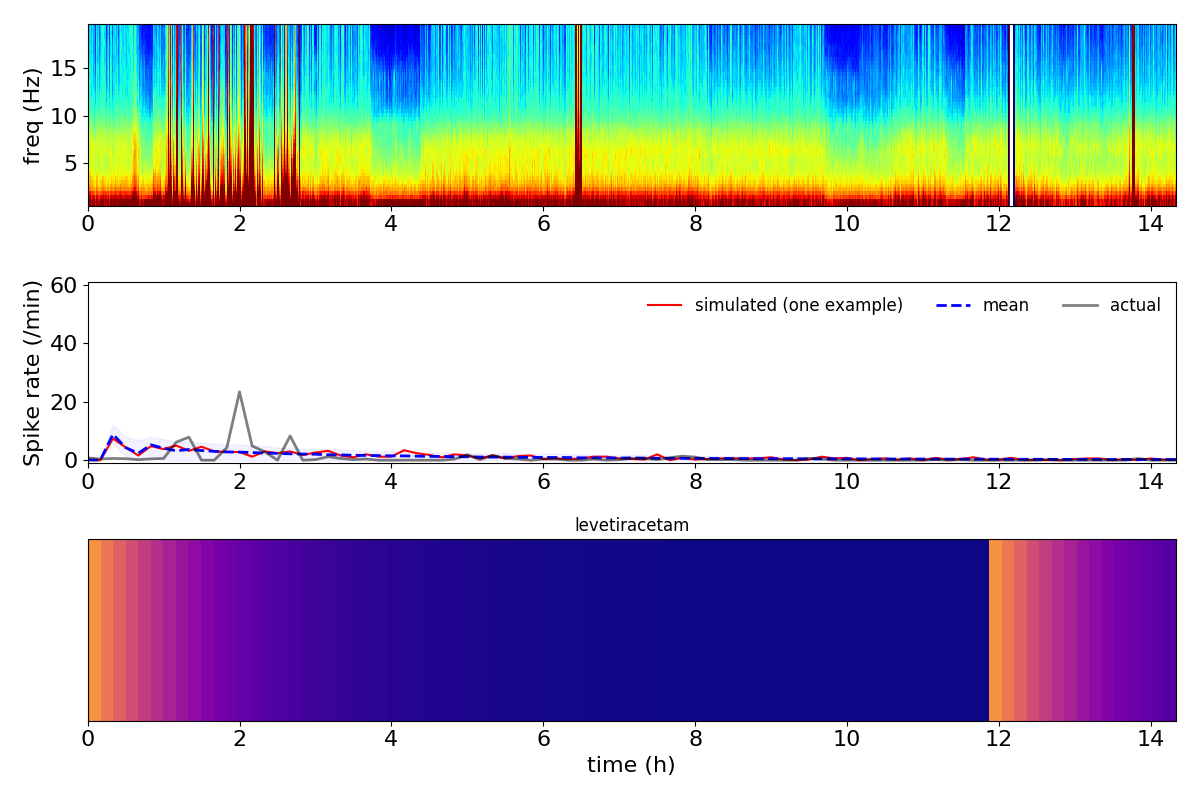 freq (Hz)
15
10
5
0 2 4 6 8 10 12 14
Spike rate (/min)
60
40
20
0
simulated (one example) mean actual
0 2 4 6 8 10 12 14
levetiracetam
0 2 4 6 8 10 12 14
time (h)